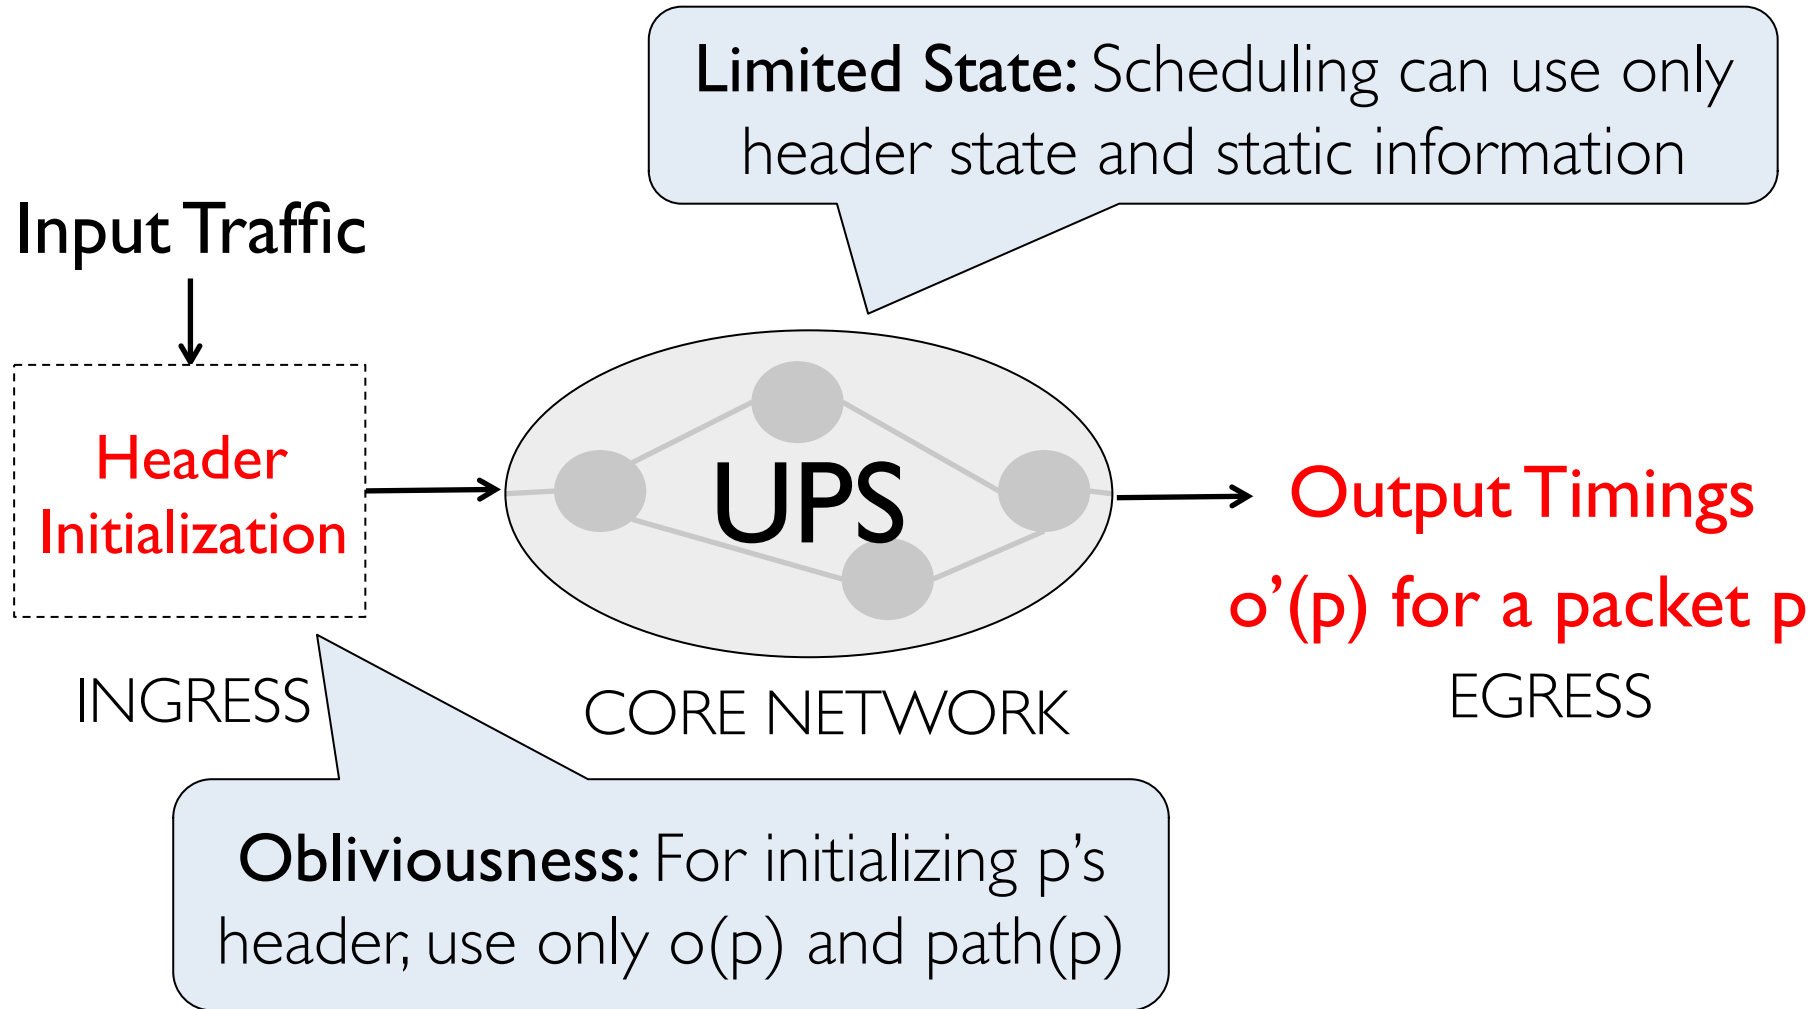 Limited State: Scheduling can use only
header state and static information
Input Traffic
Header
Initialization
UPS
Output Timings
o’(p) for a packet p
INGRESS
CORE NETWORK
EGRESS
Obliviousness: For initializing p’s
header, use only o(p) and path(p)